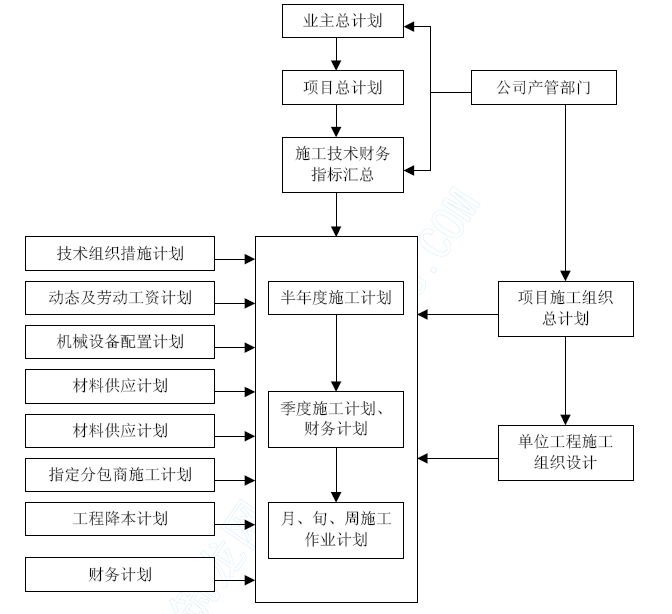 业主总计划
项目总计划
公司产管部门
施工技术财务
指标汇总
技术组织措施计划
动态及劳动工资计划
机械设备配置计划
材料供应计划
材料供应计划
指定分包商施工计划
工程降本计划
财务计划
半年度施工计划
季度施工计划、
财务计划
月、旬、周施工
作业计划
项目施工组织
总计划
单位工程施工
组织设计